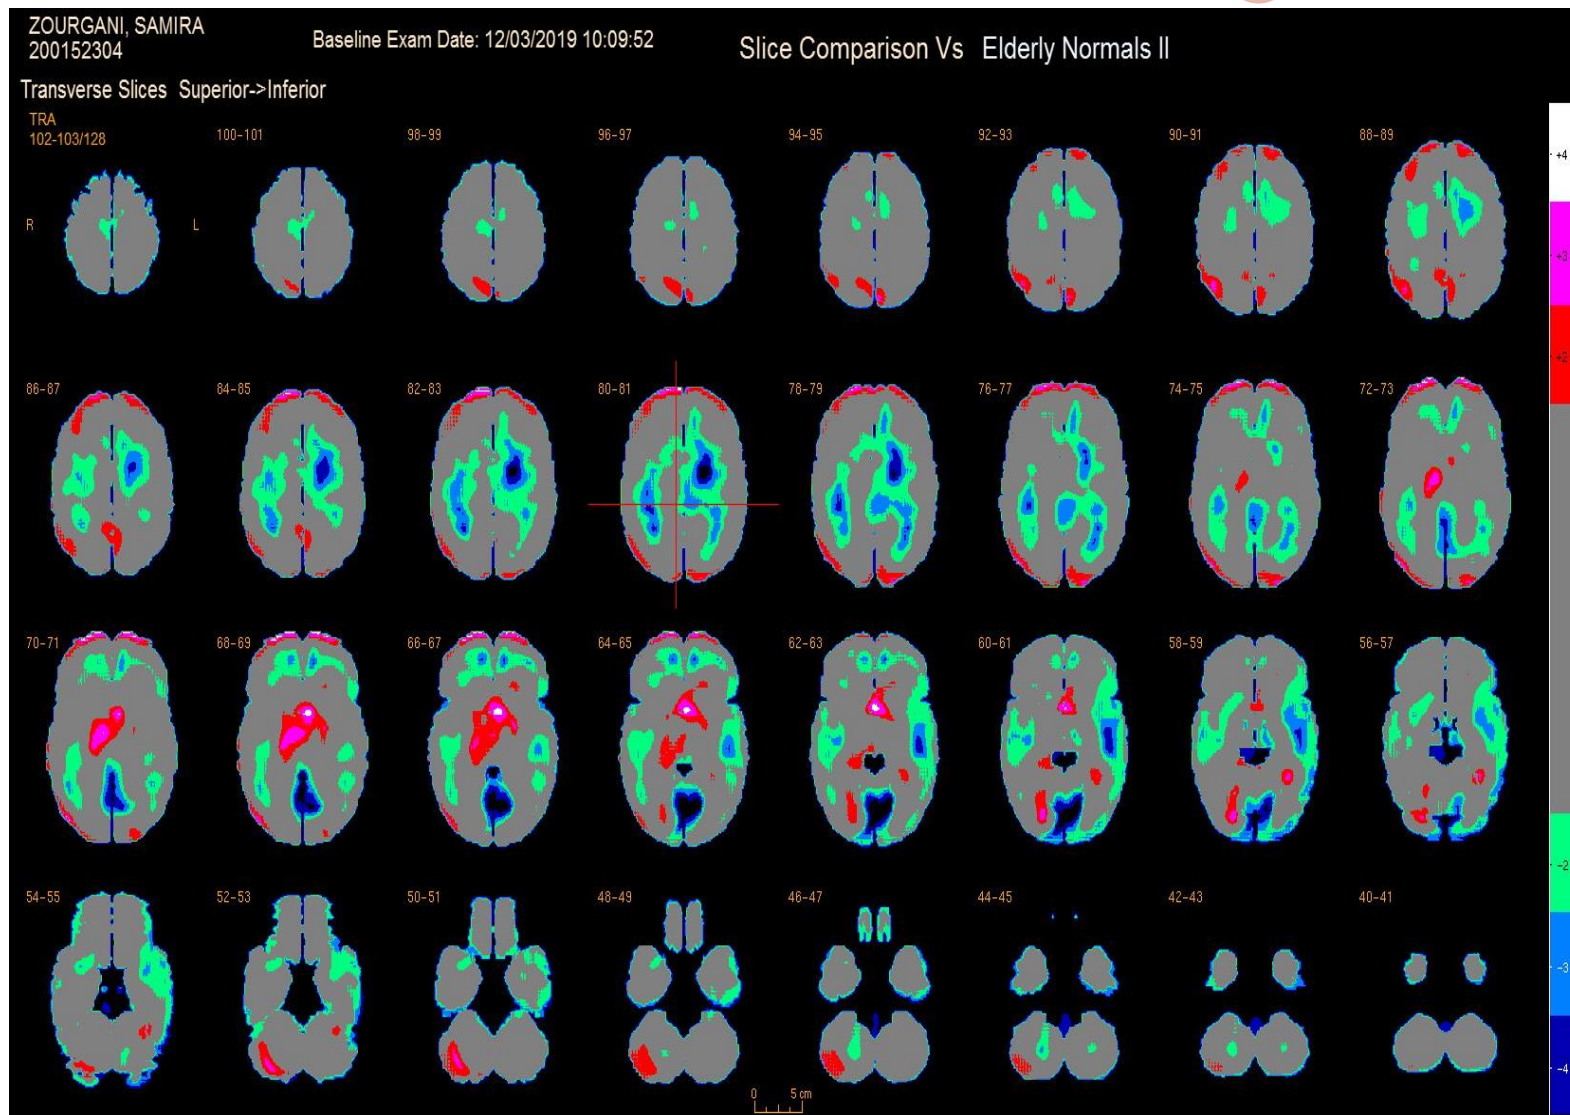 ZOURGANI, SAMIRA
200152304
Baseline Exam Date: 12/03/2019 10:09:52
Slice Comparison Vs Elderly Normals II
Transverse Slices Superior->Inferior
TRA
102-103/128 100-101 98-99 96-97 94-95 92-93 90-91 88-89
R L
86-87 84-85 82-83 80-81 78-79 76-77 74-75 72-73
70-71 68-69 66-67 64-65 62-63 60-61 58-59 56-57
54-55 52-53 50-51 48-49 46-47 44-45 42-43 40-41
0 5 cm
+4
+3
+2
-2
-3
-4